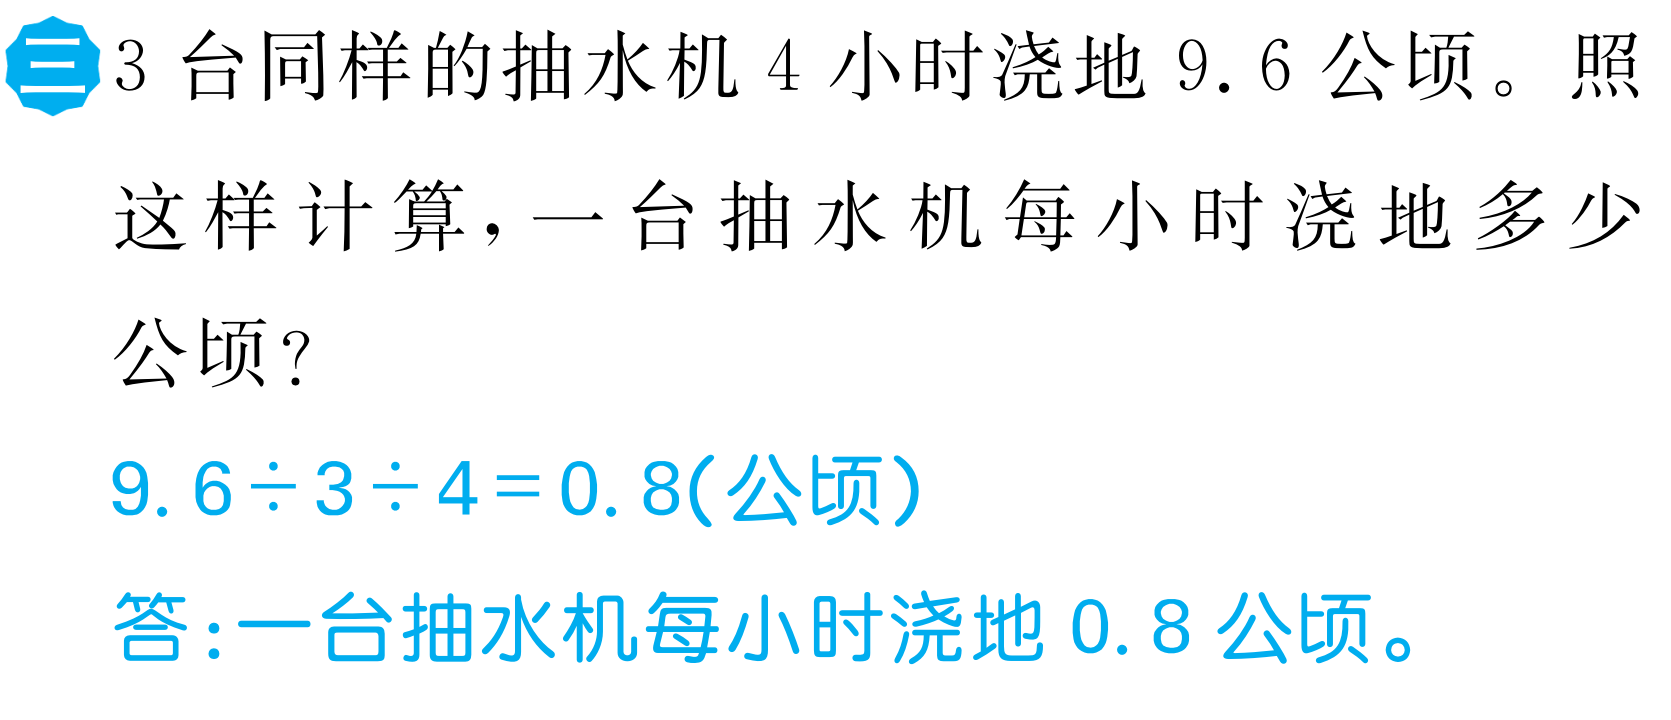 三 3 台同样的抽水机 4 小时浇地 9.6 公顷。照
这样计算,一台抽水机每小时浇地多少
公顷?
9.6÷3÷4=0.8(公顷)
答:一台抽水机每小时浇地 0.8 公顷。